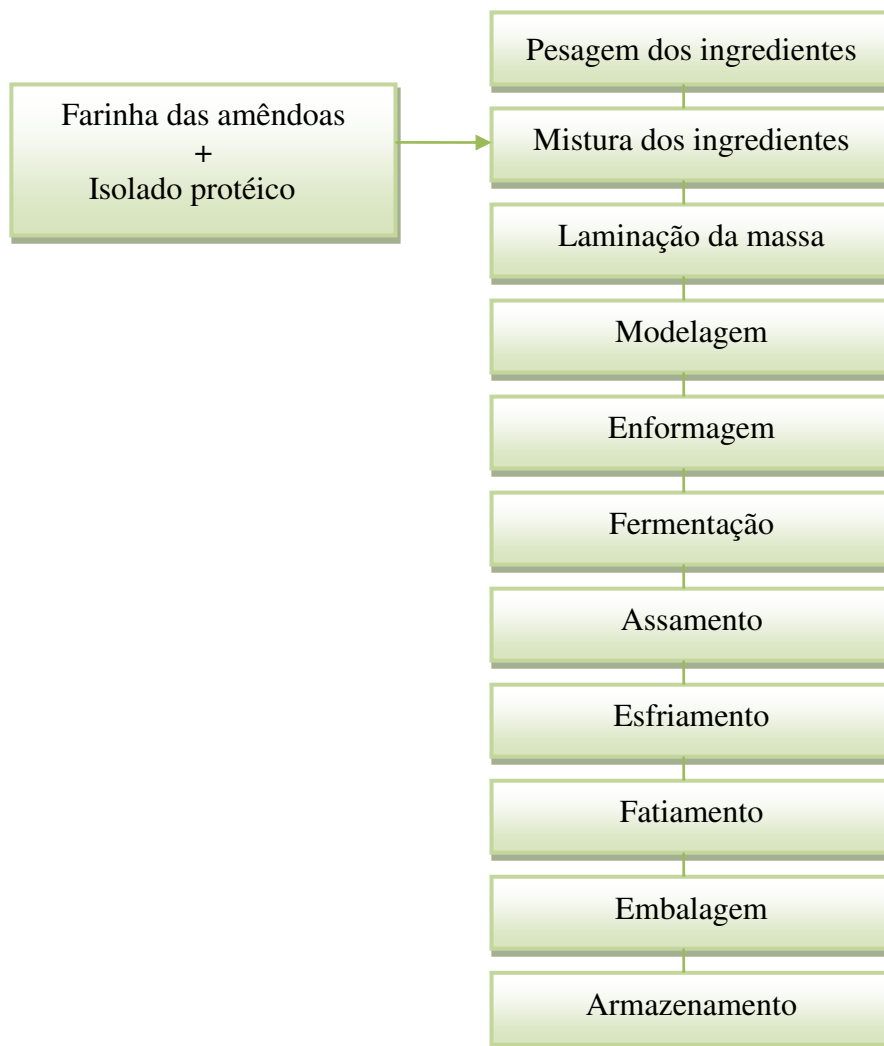 Pesagem dos ingredientes
Farinha das amêndoas
+
Isolado protéico
Mistura dos ingredientes
Laminação da massa
Modelagem
Enformagem
Fermentação
Assamento
Esfriamento
Fatiamento
Embalagem
Armazenamento